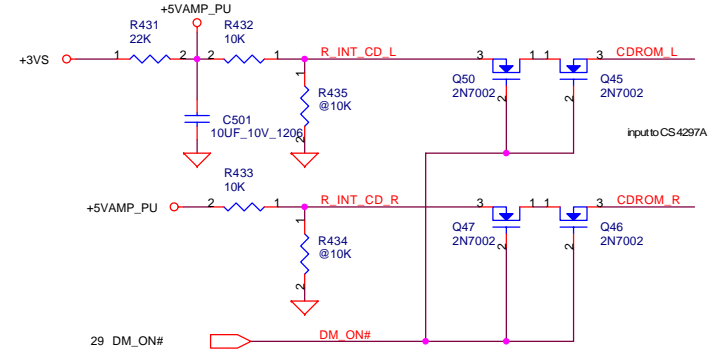 +5VAMP_PU
R431 R432
22K 10K
R_INT_CD_L
CDROM_L
+3VS
1 2 2 1 3 1 1 3
Q50 Q45
2N7002 2N7002
1 2 2
R435
@10K
C501
10UF_10V_1206
2
input to CS4297A
R433
10K
+5VAMP_PU
R_INT_CD_R
CDROM_R
2 1 3 1 1 3
Q47 Q46
2N7002 2N7002
1 2 2
R434
@10K
2
29 DM_ON#
DM_ON#